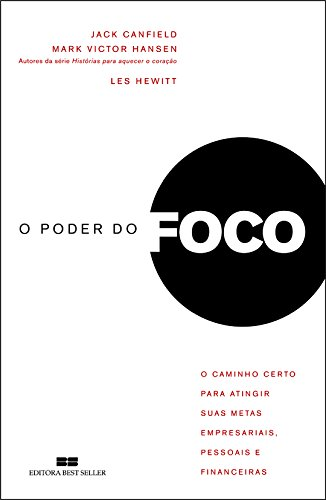 JACK CANFIELD
MARK VICTOR HANSEN
Autores da série Histórias para aquecer o coração
LES HEWITT
O PODER DO FOCO
O CAMINHO CERTO
PARA ATINGIR
SUAS METAS
EMPRESARIAIS,
PESSOAIS E
FINANCEIRAS
EDITORA BEST SELLER